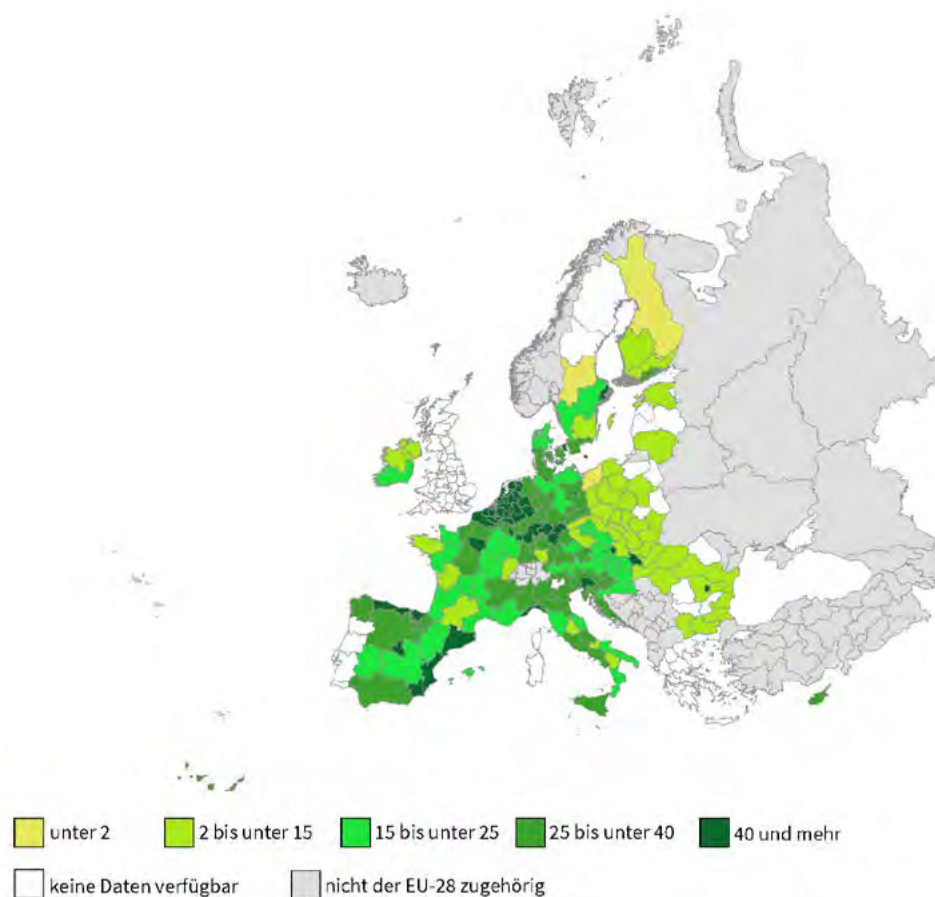 unter 2 2 bis unter 15 15 bis unter 25 25 bis unter 40 40 und mehr
keine Daten verfügbar nicht der EU-28 zugehörig